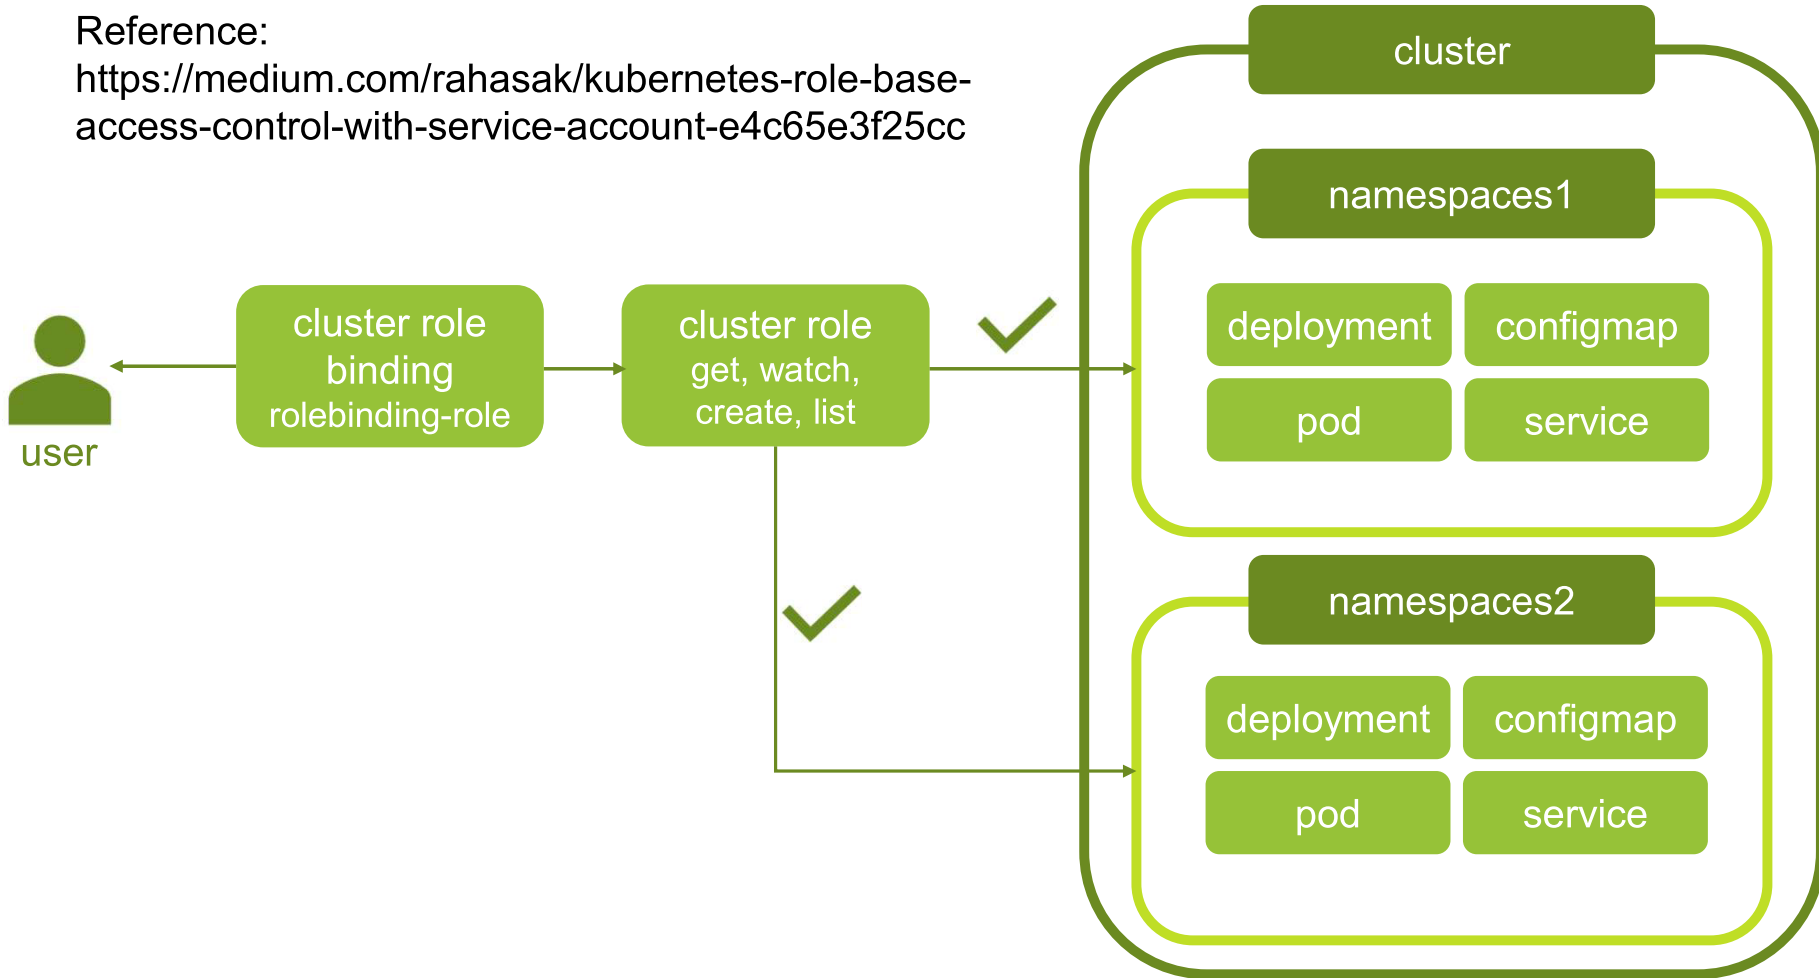 Reference:
https://medium.com/rahasak/kubernetes-role-base-
access-control-with-service-account-e4c65e3f25cc
cluster
namespaces1
deployment
configmap
pod
service
user
cluster role
binding
rolebinding-role
cluster role
get, watch,
create, list
namespaces2
deployment
configmap
pod
service